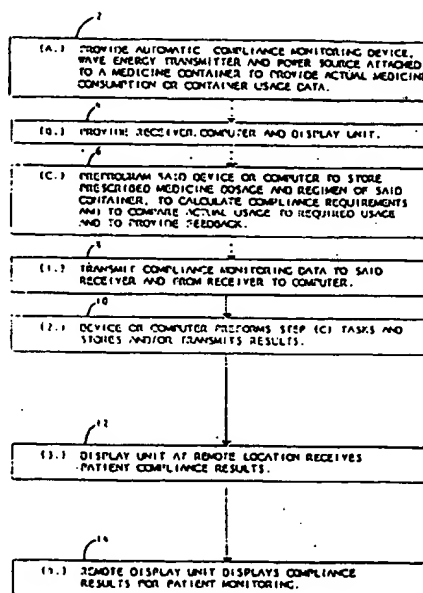 2
(A.) PROVIDE AUTOMATIC COMPLIANCE MONITORING DEVICE,
WAVE ENERGY TRANSMITTER AND POWER SOURCE ATTACHED
TO A MEDICINE CONTAINER TO PROVIDE ACTUAL MEDICINE
CONSUMPTION OR CONTAINER USAGE DATA.
4
(B.) PROVIDE RECEIVER, COMPUTER AND DISPLAY UNIT.
6
(C.) PREPROGRAM SAID DEVICE OR COMPUTER TO STORE
PRESCRIBED MEDICINE DOSAGE AND REGIMEN OF SAID
CONTAINER, TO CALCULATE COMPLIANCE REQUIREMENTS
AND TO COMPARE ACTUAL USAGE TO REQUIRED USAGE
AND TO PROVIDE FEEDBACK.
8
(1.) TRANSMIT COMPLIANCE MONITORING DATA TO SAID
RECEIVER AND FROM RECEIVER TO COMPUTER.
10
(2.) DEVICE OR COMPUTER PREFORMS STEP (C) TASKS AND
STORES AND/OR TRANSMITS RESULTS.
12
(3.) DISPLAY UNIT AT REMOTE LOCATION RECEIVES
PATIENT COMPLIANCE RESULTS.
14
(4.) REMOTE DISPLAY UNIT DISPLAYS COMPLIANCE
RESULTS FOR PATIENT MONITORING.